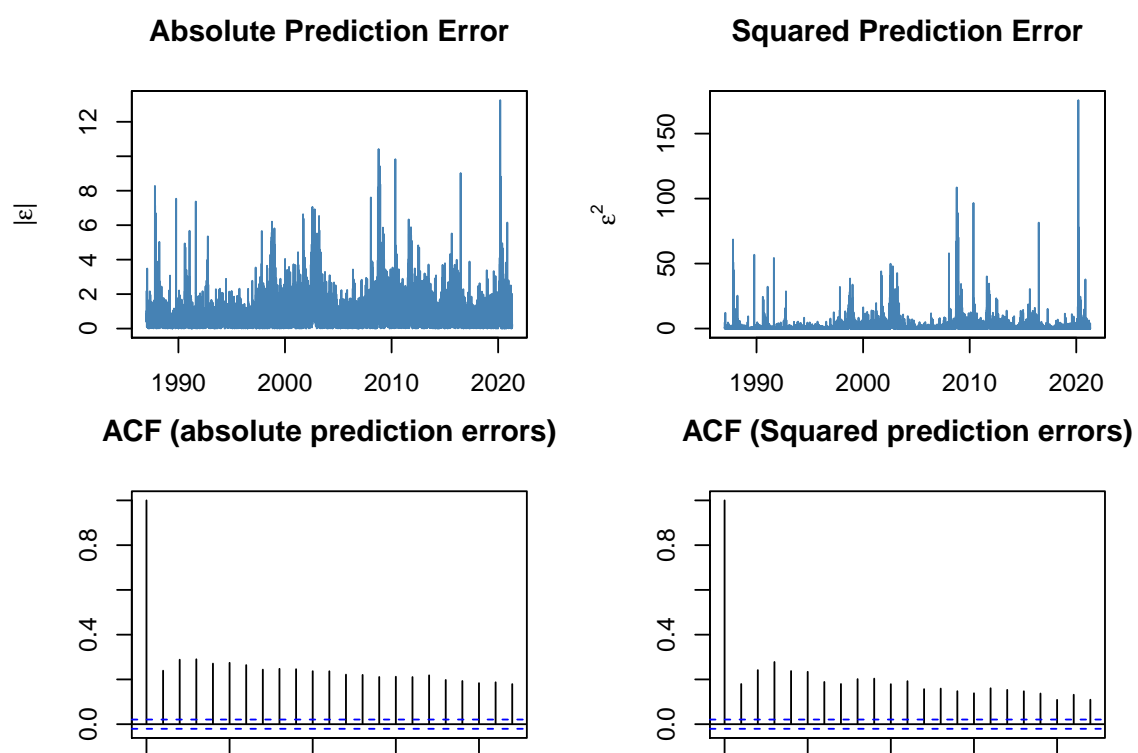 Absolute Prediction Error
|ε|
0 2 4 6 8 12
1990 2000 2010 2020
Squared Prediction Error
ε²
0 50 100 150
1990 2000 2010 2020
ACF (absolute prediction errors)
0.0 0.4 0.8
ACF (Squared prediction errors)
0.0 0.4 0.8